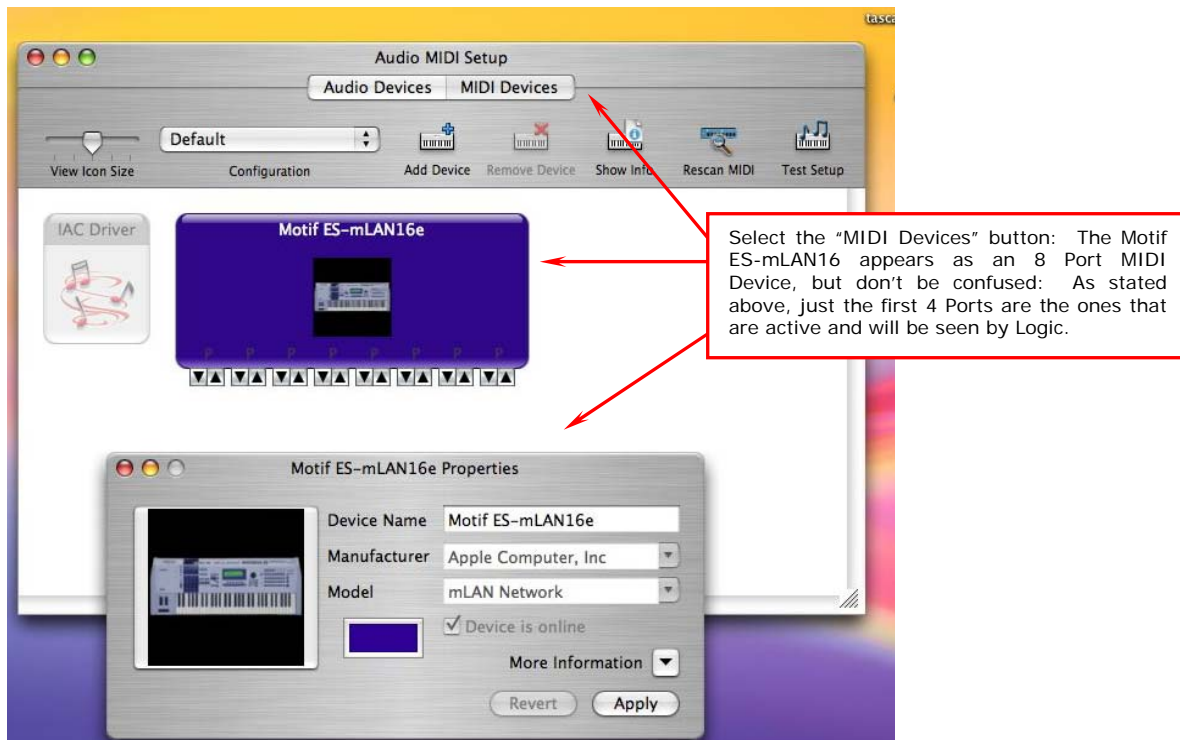 tasca
Audio MIDI Setup
Audio Devices MIDI Devices
Default
View Icon Size Configuration Add Device Remove Device Show Info Rescan MIDI Test Setup
IAC Driver
Motif ES-mLAN16e
P P P P P P P P
Select the “MIDI Devices” button: The Motif
ES-mLAN16 appears as an 8 Port MIDI
Device, but don’t be confused: As stated
above, just the first 4 Ports are the ones that
are active and will be seen by Logic.
Motif ES-mLAN16e Properties
Device Name Motif ES-mLAN16e
Manufacturer Apple Computer, Inc
Model mLAN Network
Device is online
More Information
Revert Apply